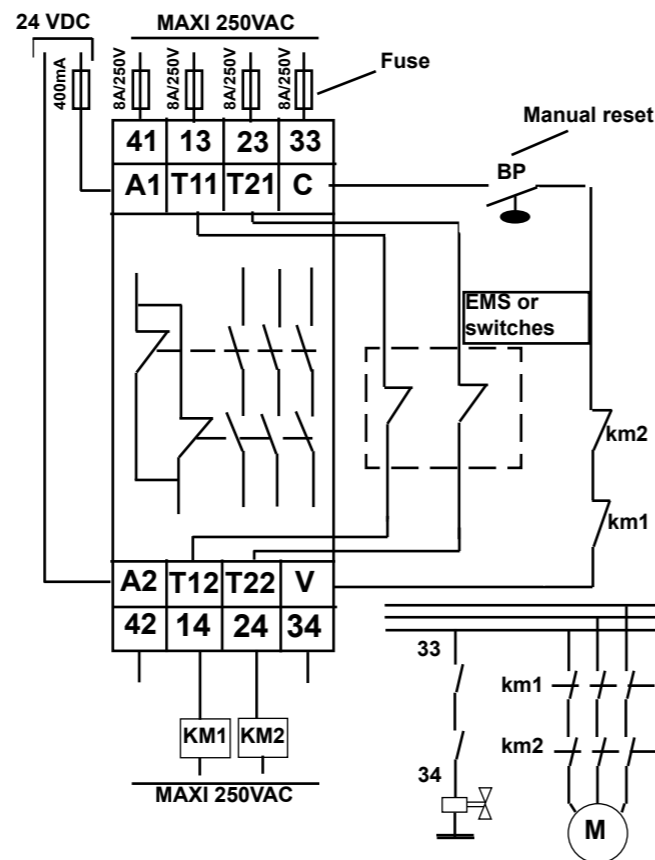 24 VDC
MAXI 250VAC
400mA
8A/250V
8A/250V
8A/250V
8A/250V
Fuse
41 13 23 33
A1 T11 T21 C
Manual reset
BP
EMS or
switches
km2
km1
A2 T12 T22 V
42 14 24 34
KM1 KM2
MAXI 250VAC
33
34
km1
km2
M